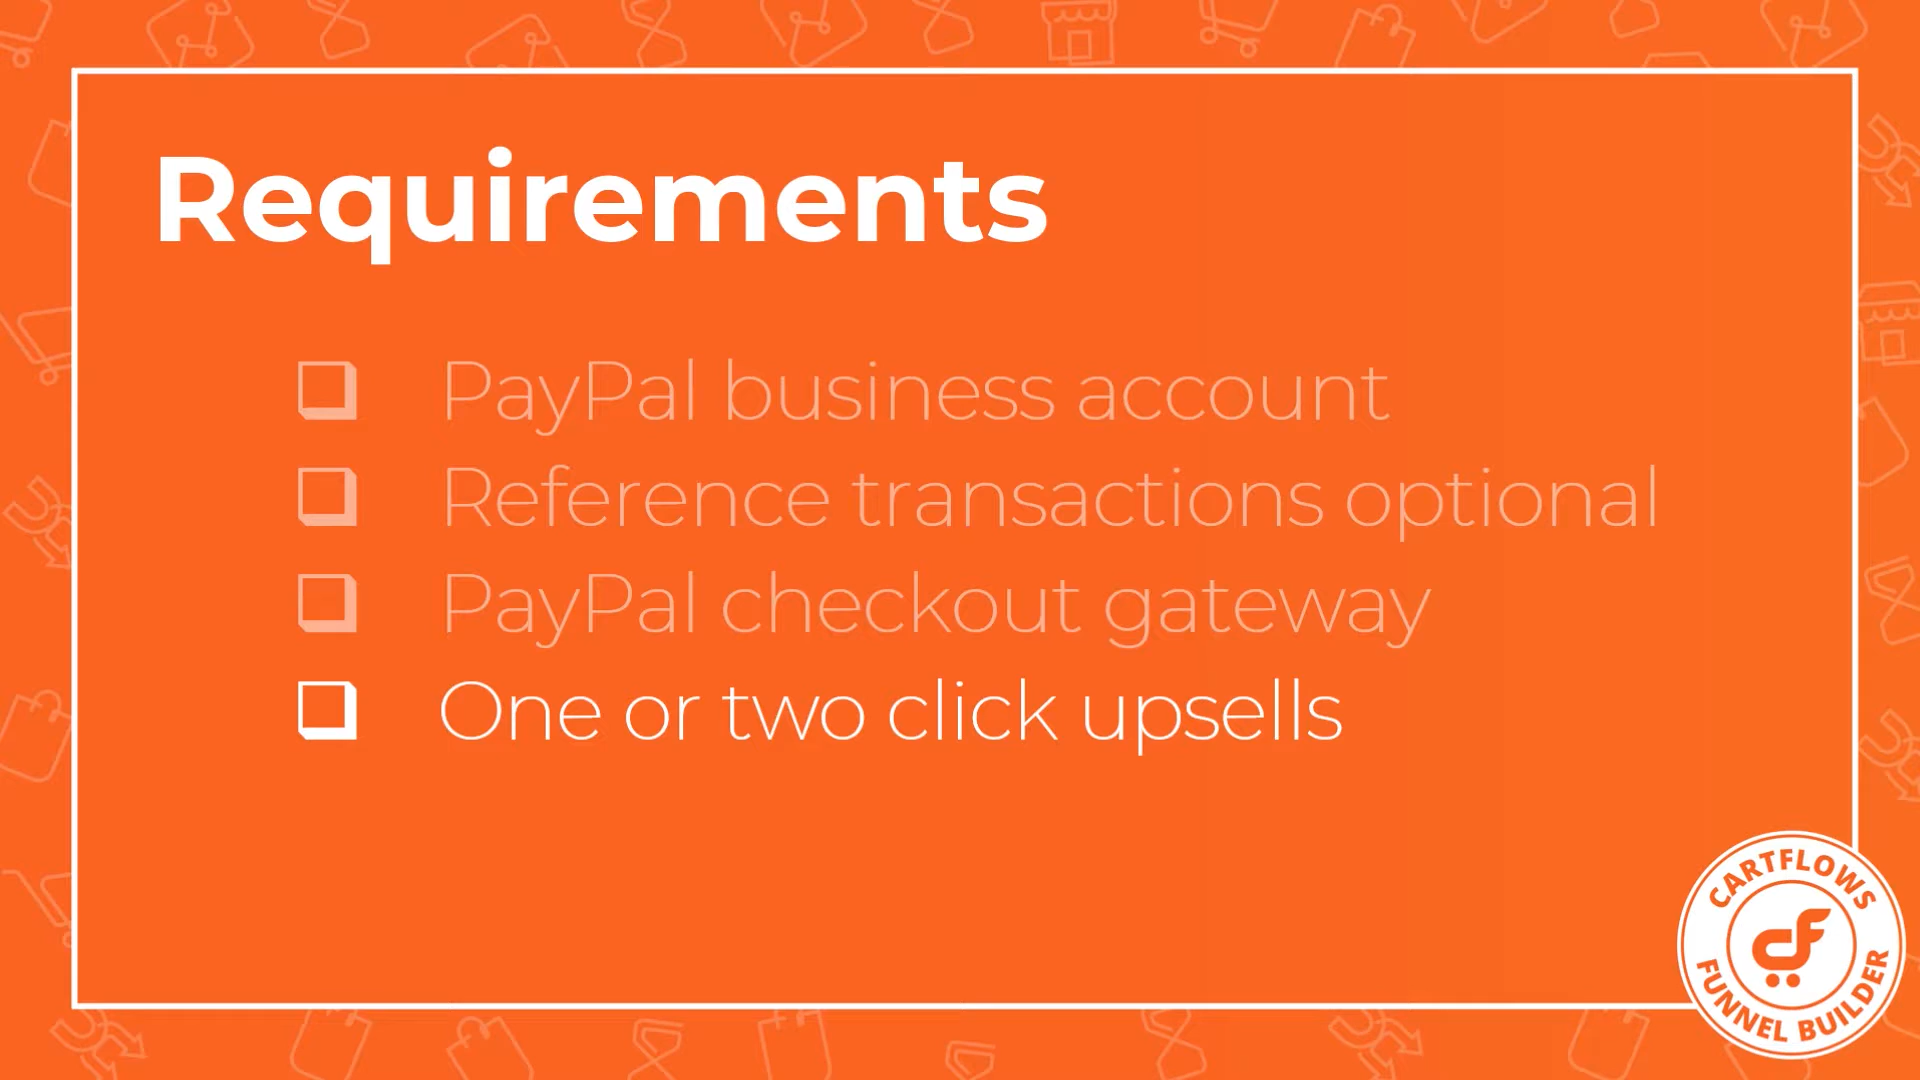 Requirements
PayPal business account
Reference transactions optional
PayPal checkout gateway
One or two click upsells
CARTFLOWS
FUNNEL BUILDER